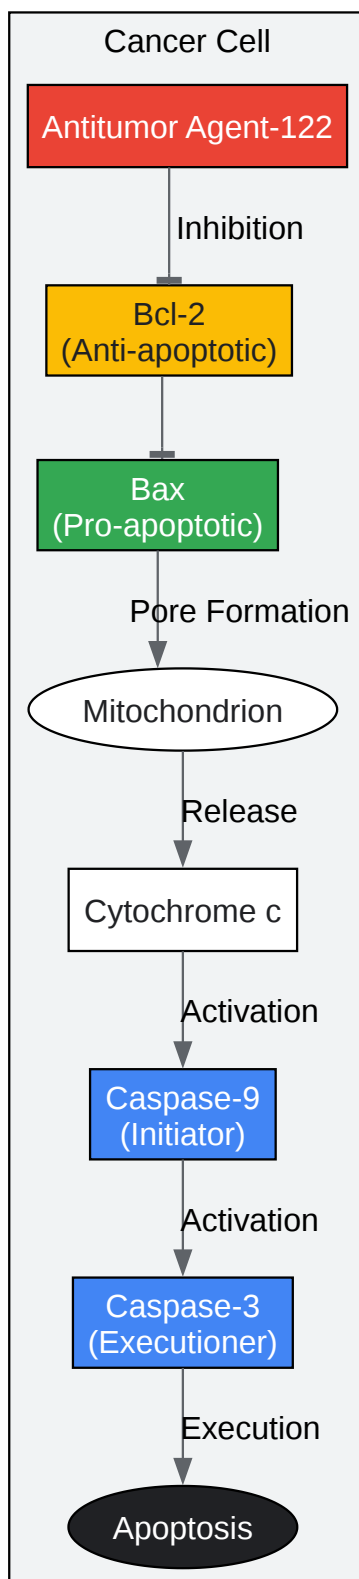 Cancer Cell
Antitumor Agent-122
Inhibition
Bcl-2
(Anti-apoptotic)
Bax
(Pro-apoptotic)
Pore Formation
Mitochondrion
Release
Cytochrome c
Activation
Caspase-9
(Initiator)
Activation
Caspase-3
(Executioner)
Execution
Apoptosis